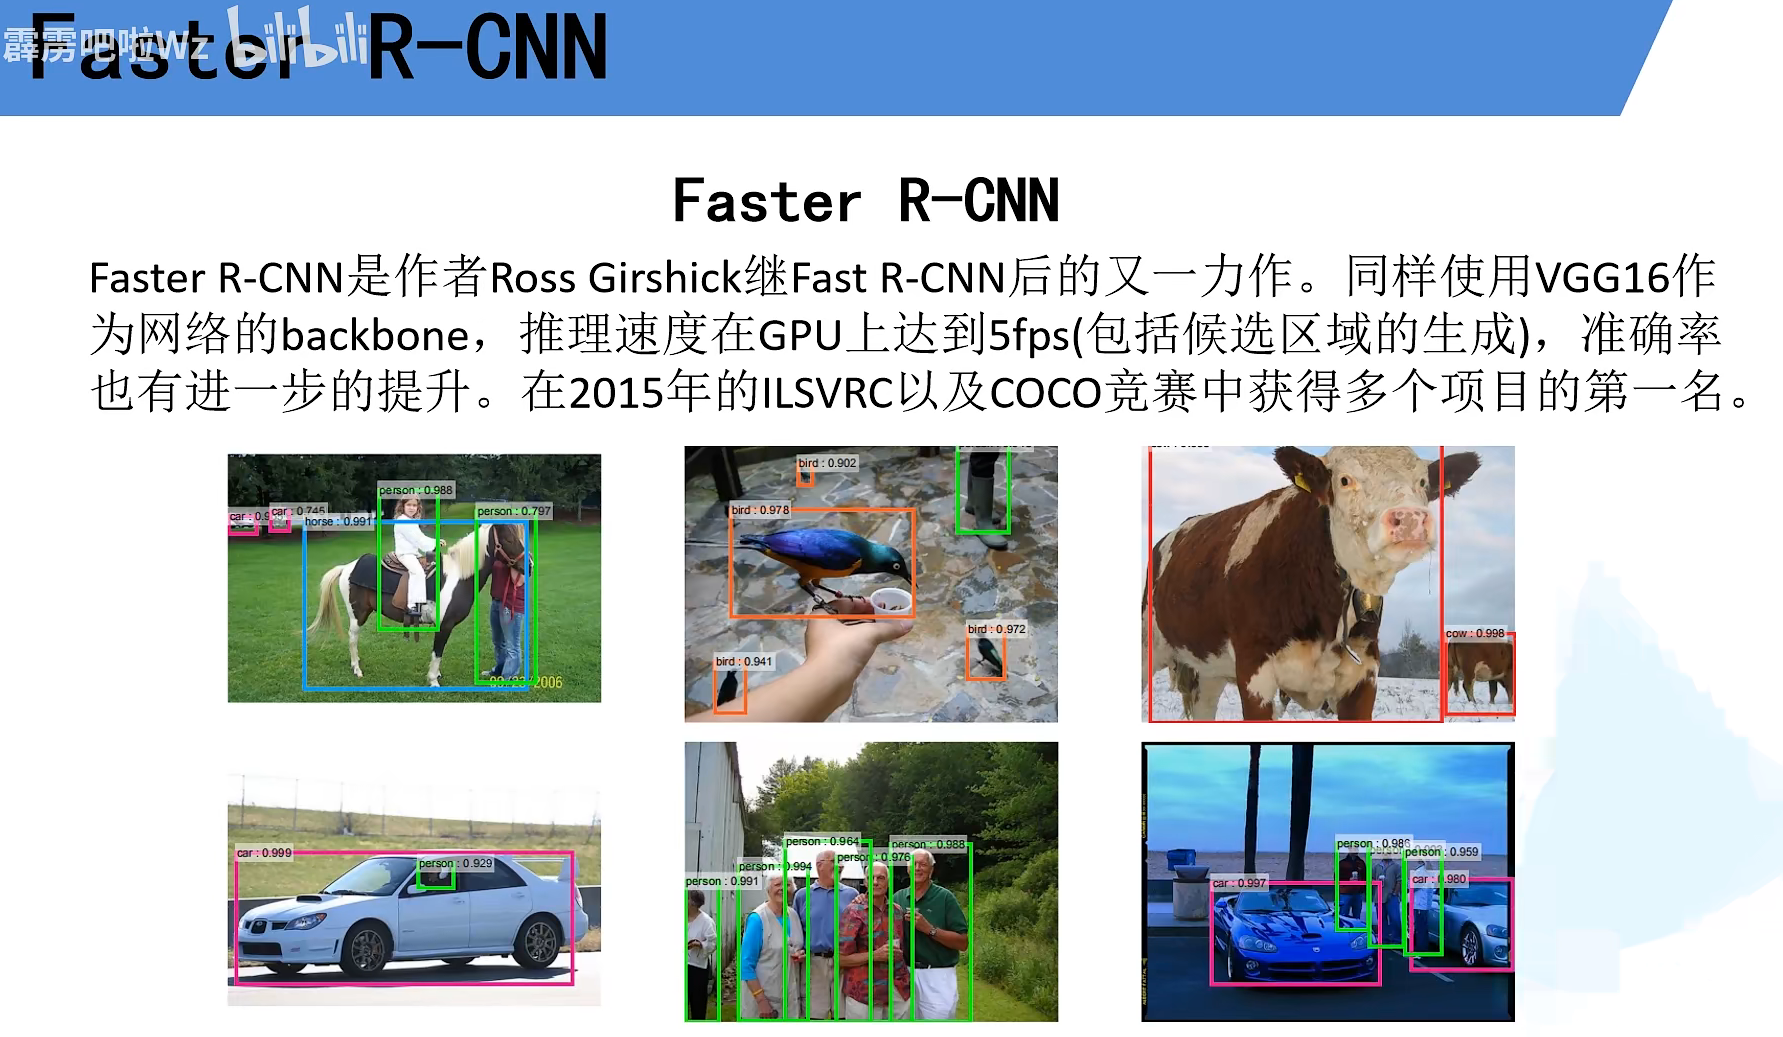 Faster R-CNN
霹雳吧啦Wz bilibili
Faster R-CNN
Faster R-CNN是作者Ross Girshick继Fast R-CNN后的又一力作。同样使用VGG16作
为网络的backbone，推理速度在GPU上达到5fps(包括候选区域的生成)，准确率
也有进一步的提升。在2015年的ILSVRC以及COCO竞赛中获得多个项目的第一名。
person : 0.988
car : 0.745
person : 0.797
horse : 0.991
2006
bird : 0.902
bird : 0.978
bird : 0.972
bird : 0.941
cow : 0.998
car : 0.999
person : 0.929
person : 0.964
person : 0.988
person : 0.976
person : 0.994
person : 0.991
person : 0.986
person : 0.959
car : 0.997
car : 0.980